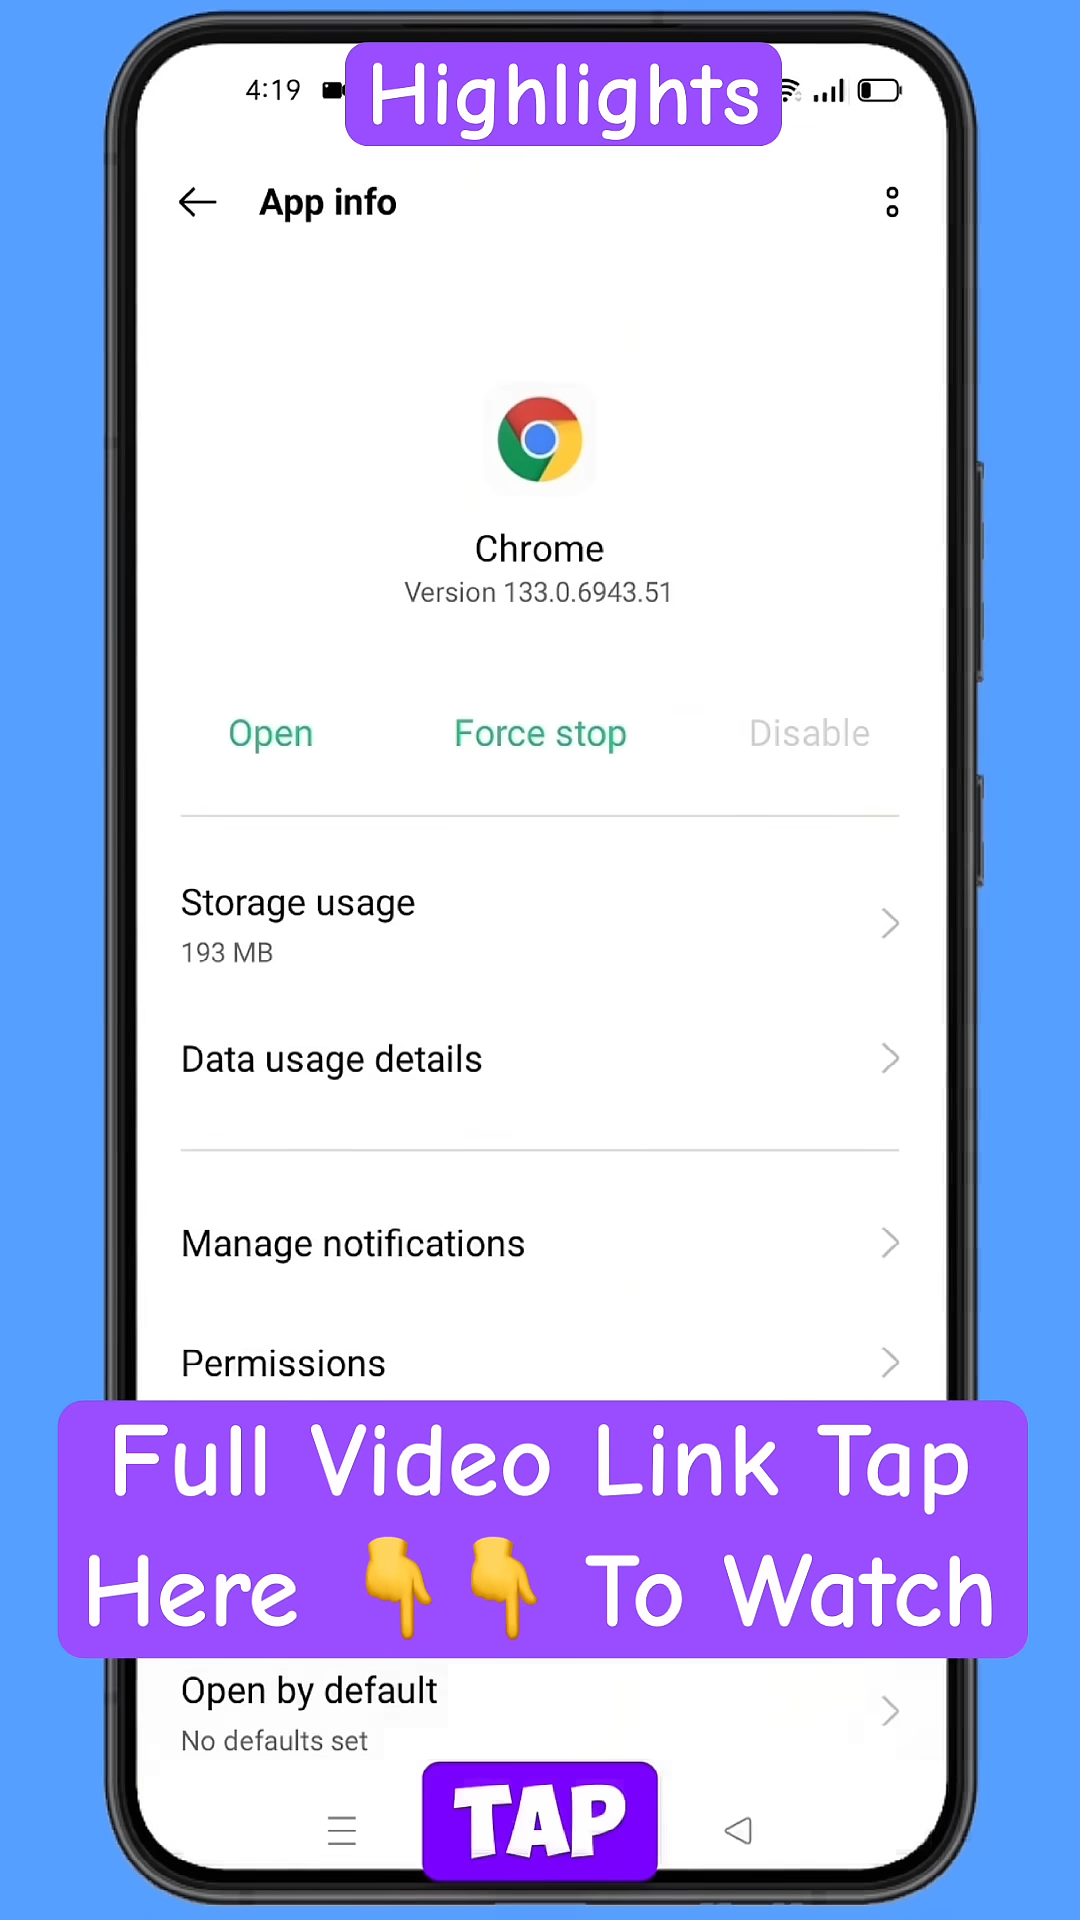 4:19
Highlights
App info
Chrome
Version 133.0.6943.51
Open Force stop Disable
Storage usage
193 MB
Data usage details
Manage notifications
Permissions
Full Video Link Tap
Here 👇👇 To Watch
Open by default
No defaults set
TAP